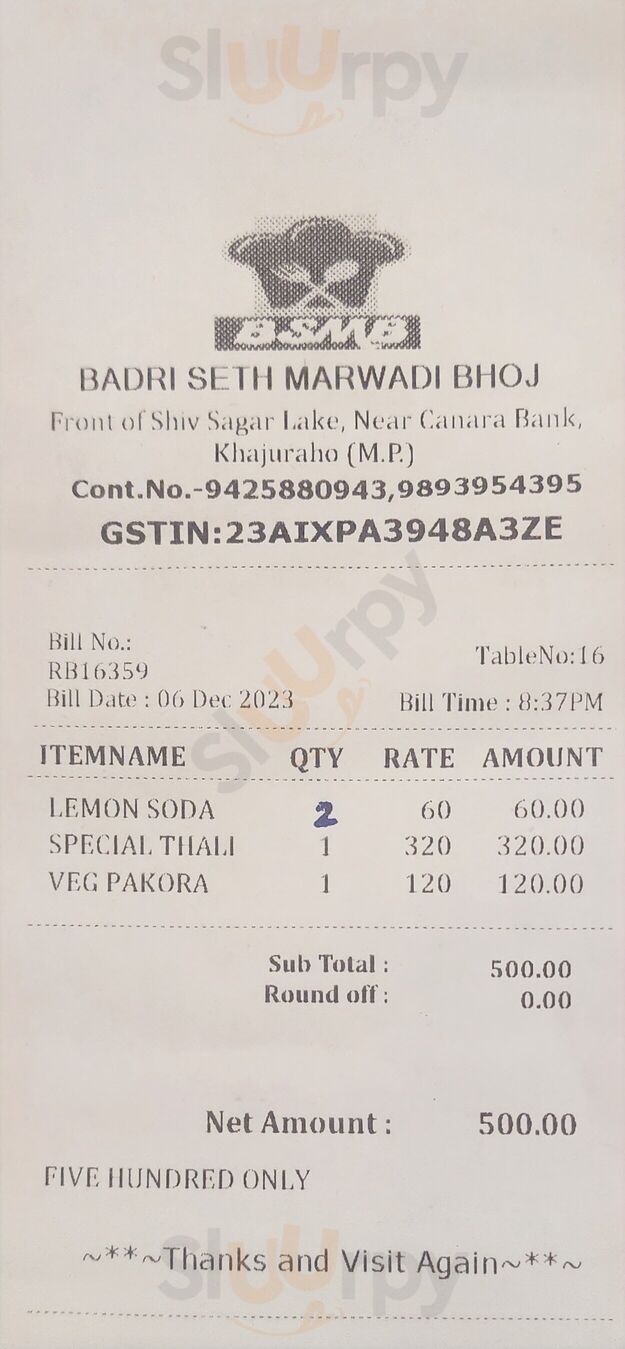 SlUUrpy
BSMB
BADRI SETH MARWADI BHOJ
Front of Shiv Sagar Lake, Near Canara Bank,
Khajuraho (M.P.)
Cont.No.-9425880943,9893954395
GSTIN:23AIXPA3948A3ZE
Bill No.:
RB16359
TableNo:16
Bill Date : 06 Dec 2023 Bill Time : 8:37PM
SlUUrpy
ITEMNAME QTY RATE AMOUNT
LEMON SODA 2 60 60.00
SPECIAL THALI 1 320 320.00
VEG PAKORA 1 120 120.00
Sub Total : 500.00
Round off : 0.00
Net Amount : 500.00
FIVE HUNDRED ONLY
~**~Thanks and Visit Again~**~
SlUUrpy